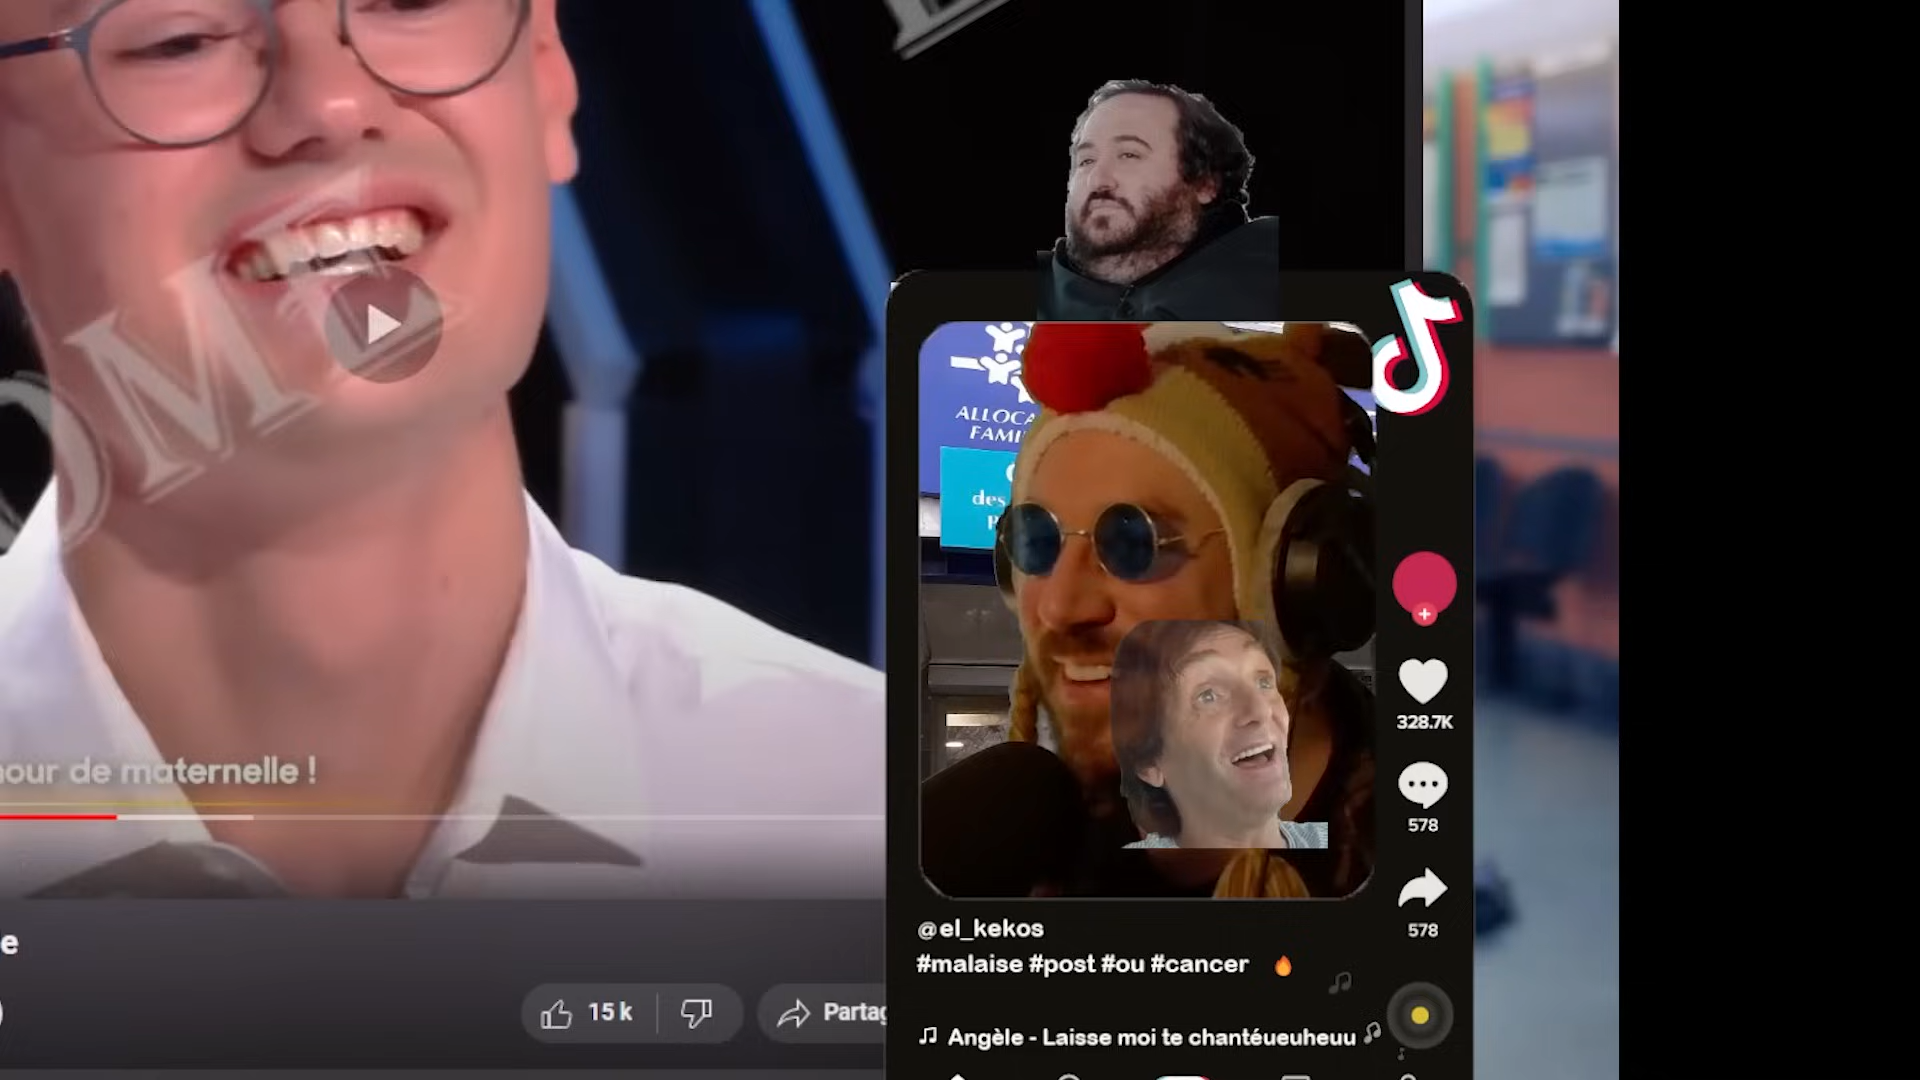 OM
ALLOCA
FAMI
des
our de maternelle !
e
15 k
Partag
328.7K
578
578
@el_kekos
#malaise #post #ou #cancer 🔥
Angèle - Laisse moi te chantéueuheuu